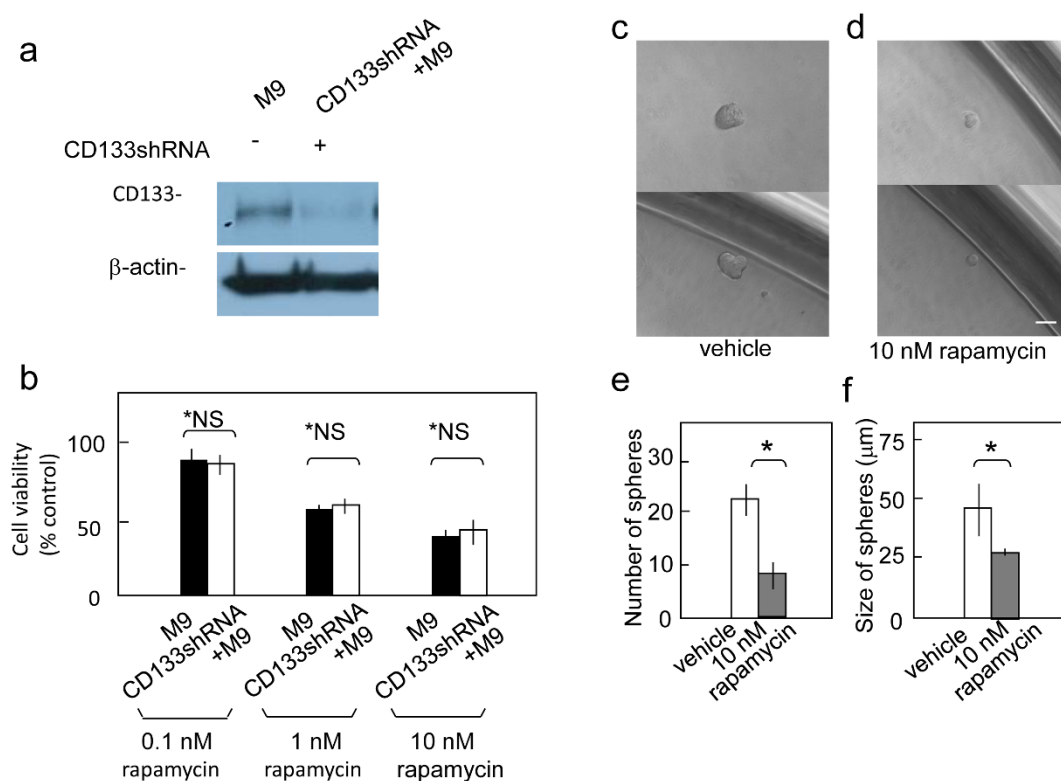 a
M9
CD133shRNA
+M9
CD133shRNA
-
+
CD133-
β-actin-
b
Cell viability
(% control)
100
50
0
*NS
*NS
*NS
M9
CD133shRNA
+M9
M9
CD133shRNA
+M9
M9
CD133shRNA
+M9
0.1 nM
rapamycin
1 nM
rapamycin
10 nM
rapamycin
c
vehicle
d
10 nM rapamycin
e
Number of spheres
30
20
10
0
*
vehicle
10 nM
rapamycin
f
Size of spheres (μm)
75
50
25
0
*
vehicle
10 nM
rapamycin